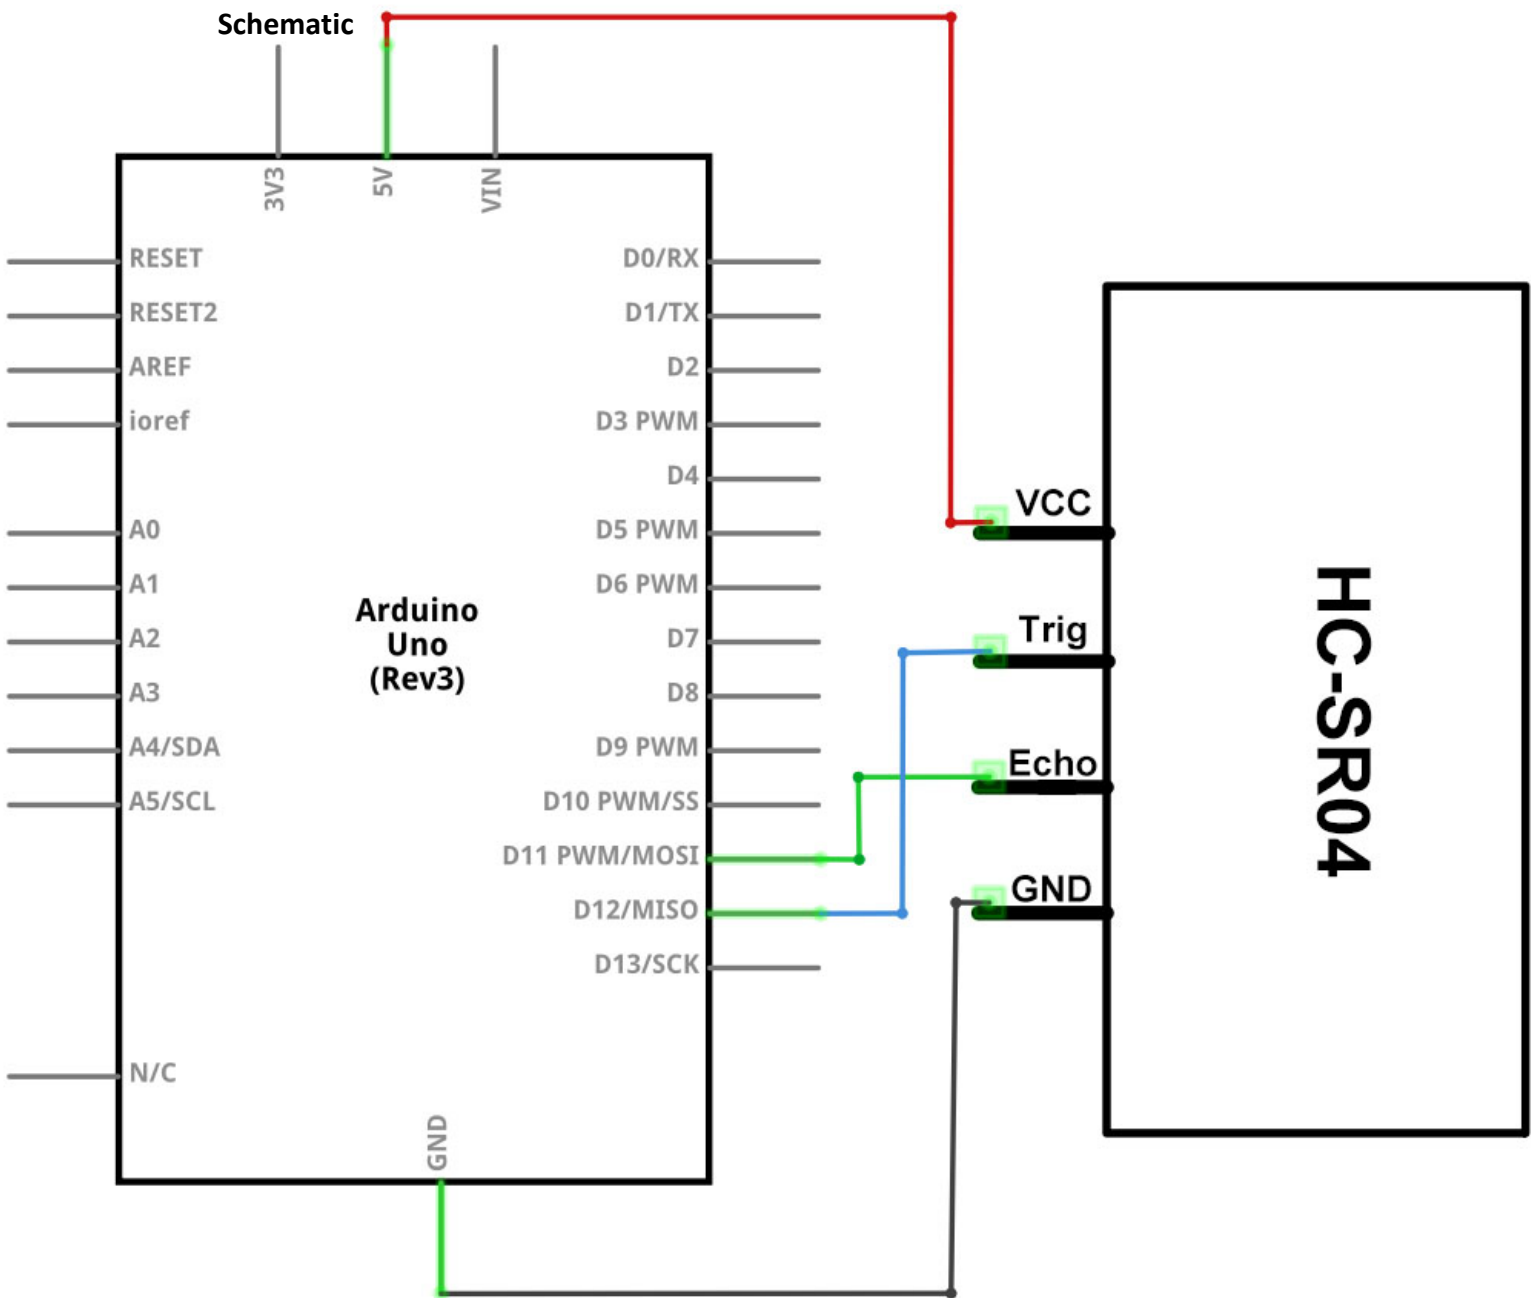 Schematic
3V3
5V
VIN
RESET
RESET2
AREF
ioref
A0
A1
A2
A3
A4/SDA
A5/SCL
N/C
Arduino
Uno
(Rev3)
D0/RX
D1/TX
D2
D3 PWM
D4
D5 PWM
D6 PWM
D7
D8
D9 PWM
D10 PWM/SS
D11 PWM/MOSI
D12/MISO
D13/SCK
GND
VCC
Trig
Echo
GND
HC-SR04